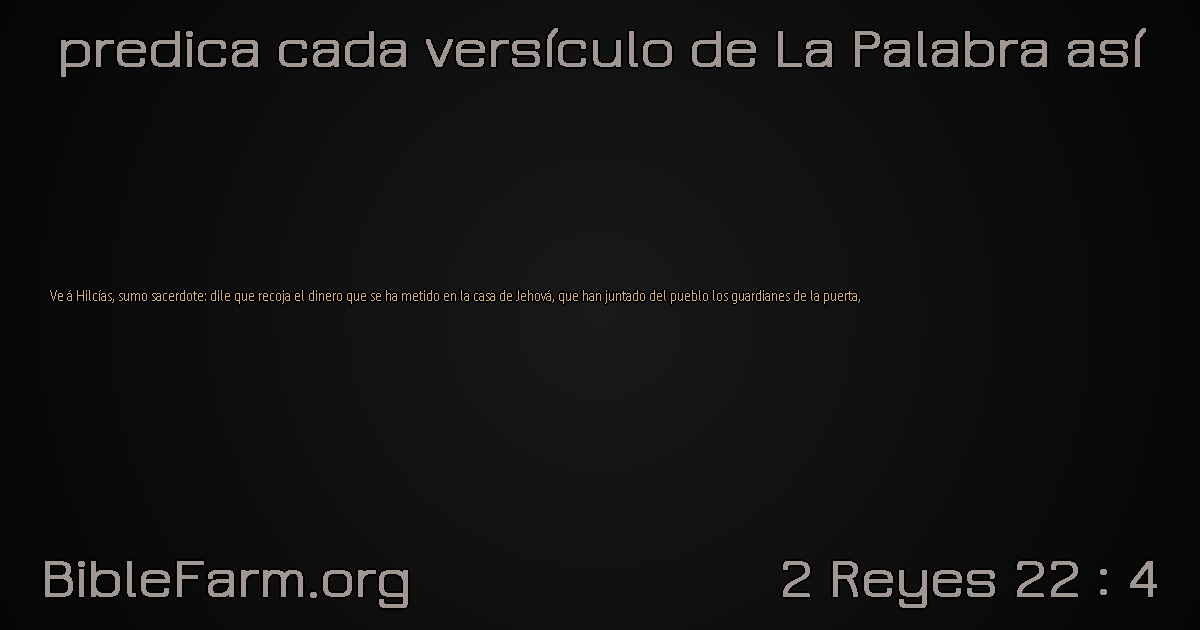 predica cada versículo de La Palabra así
Ve á Hilcías, sumo sacerdote: dile que recoja el dinero que se ha metido en la casa de Jehová, que han juntado del pueblo los guardianes de la puerta,
BibleFarm.org
2 Reyes 22 : 4